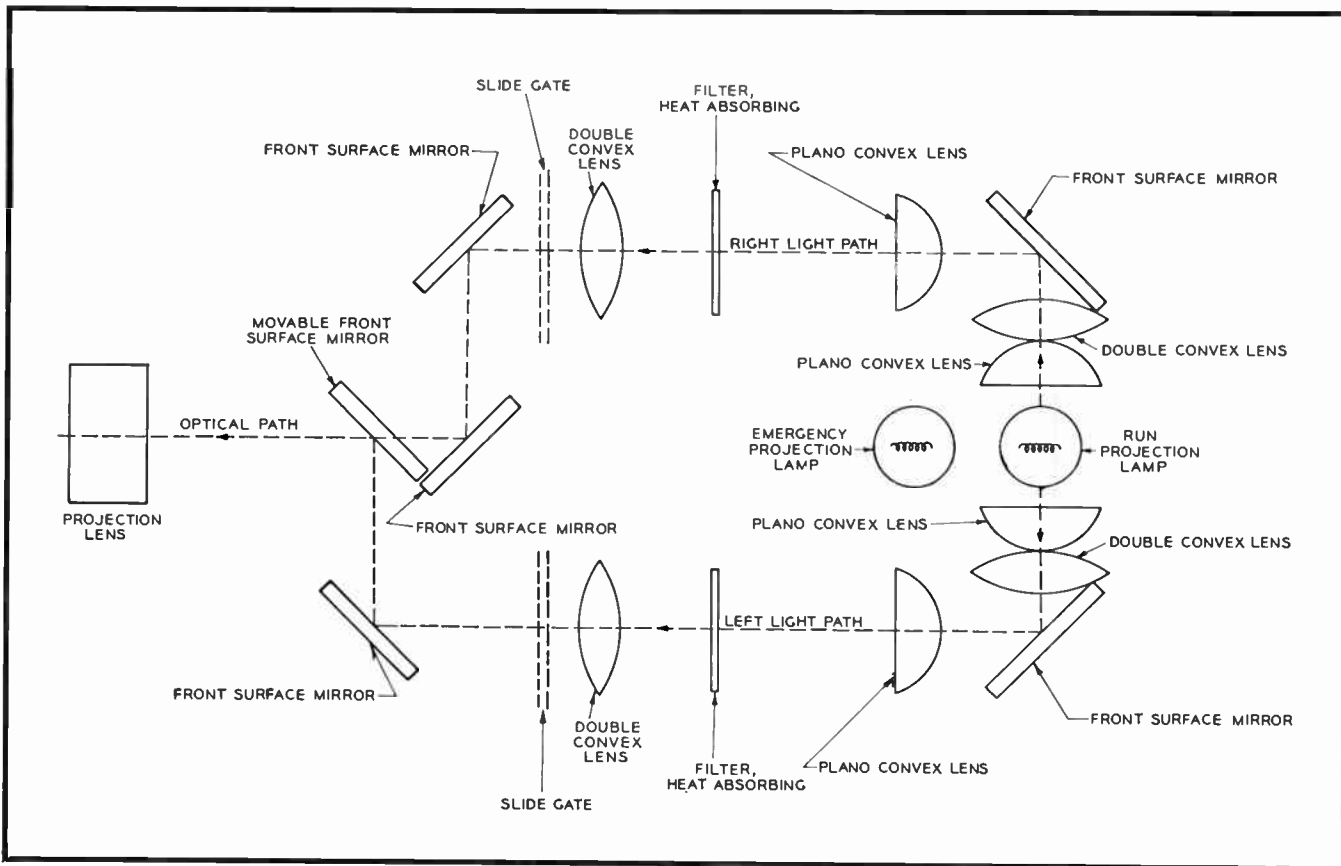 SLIDE GATE
FILTER,
HEAT ABSORBING
DOUBLE
CONVEX
LENS
FRONT SURFACE MIRROR
PLANO CONVEX LENS
FRONT SURFACE MIRROR
RIGHT LIGHT PATH
MOVABLE FRONT
SURFACE MIRROR
DOUBLE CONVEX LENS
PLANO CONVEX LENS
OPTICAL PATH
EMERGENCY
PROJECTION
LAMP
RUN
PROJECTION
LAMP
PROJECTION
LENS
FRONT SURFACE MIRROR
PLANO CONVEX LENS
DOUBLE CONVEX LENS
LEFT LIGHT PATH
FRONT SURFACE MIRROR
FRONT SURFACE MIRROR
DOUBLE
CONVEX
LENS
FILTER,
HEAT ABSORBING
PLANO CONVEX LENS
SLIDE GATE